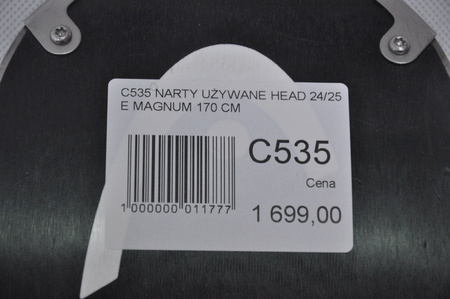 C535 NARTY UŻYWANE HEAD 24/25
E MAGNUM 170 CM
C535
Cena
1 699,00
1 000000 011777